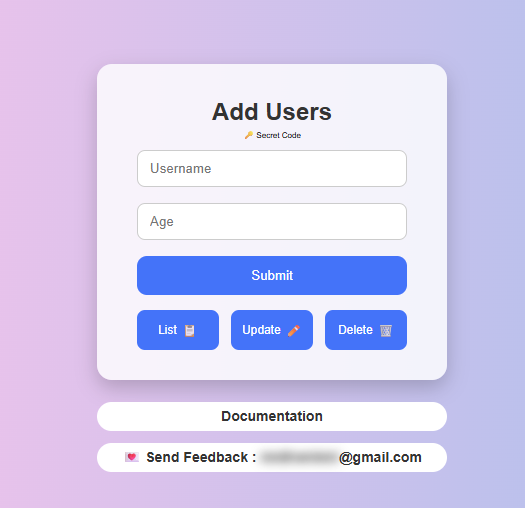 Add Users
🔑 Secret Code
Username
Age
Submit
List 📋 Update 🖍️ Delete 🗑️
Documentation
💌 Send Feedback : @gmail.com